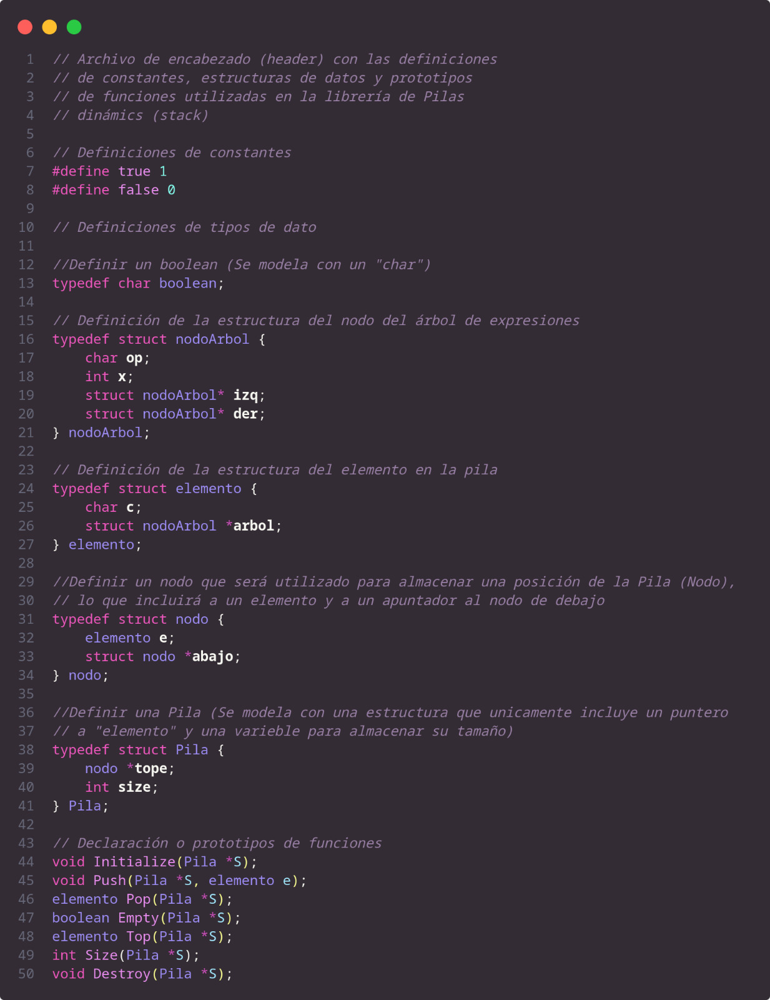 1 // Archivo de encabezado (header) con las definiciones
2 // de constantes, estructuras de datos y prototipos
3 // de funciones utilizadas en la librería de Pilas
4 // dinámics (stack)
5
6 // Definiciones de constantes
7 #define true 1
8 #define false 0
9
10 // Definiciones de tipos de dato
11
12 //Definir un boolean (Se modela con un "char")
13 typedef char boolean;
14
15 // Definición de la estructura del nodo del árbol de expresiones
16 typedef struct nodoArbol {
17     char op;
18     int x;
19     struct nodoArbol* izq;
20     struct nodoArbol* der;
21 } nodoArbol;
22
23 // Definición de la estructura del elemento en la pila
24 typedef struct elemento {
25     char c;
26     struct nodoArbol *arbol;
27 } elemento;
28
29 //Definir un nodo que será utilizado para almacenar una posición de la Pila (Nodo),
30 // lo que incluirá a un elemento y a un apuntador al nodo de debajo
31 typedef struct nodo {
32     elemento e;
33     struct nodo *abajo;
34 } nodo;
35
36 //Definir una Pila (Se modela con una estructura que unicamente incluye un puntero
37 // a "elemento" y una varieble para almacenar su tamaño)
38 typedef struct Pila {
39     nodo *tope;
40     int size;
41 } Pila;
42
43 // Declaración o prototipos de funciones
44 void Initialize(Pila *S);
45 void Push(Pila *S, elemento e);
46 elemento Pop(Pila *S);
47 boolean Empty(Pila *S);
48 elemento Top(Pila *S);
49 int Size(Pila *S);
50 void Destroy(Pila *S);